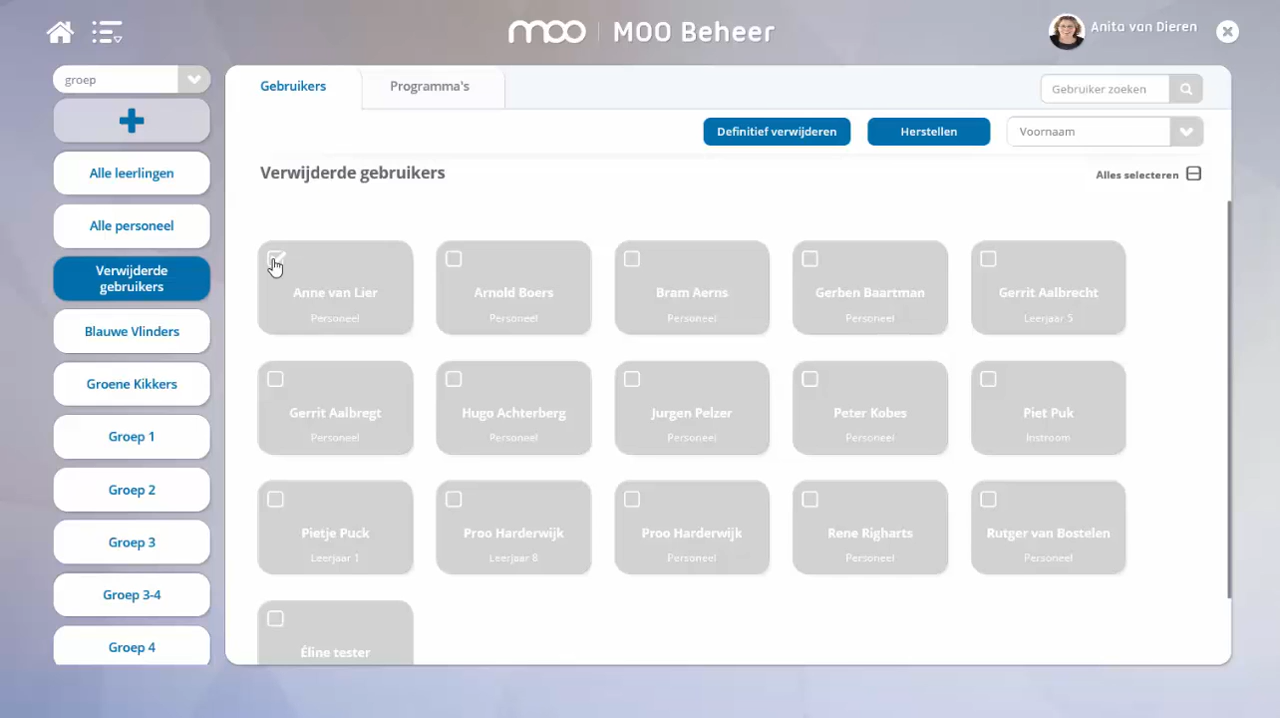 moo | MOO Beheer
Anita van Dieren
groep
Gebruikers
Programma's
Gebruiker zoeken
Definitief verwijderen
Herstellen
Voornaam
Verwijderde gebruikers
Alles selecteren
Alle leerlingen
Alle personeel
Verwijderde
gebruikers
Blauwe Vlinders
Groene Kikkers
Groep 1
Groep 2
Groep 3
Groep 3-4
Groep 4
Anne van Lier
Personeel
Arnold Boers
Personeel
Bram Aerns
Personeel
Gerben Baartman
Personeel
Gerrit Aalbrecht
Leerjaar 5
Gerrit Aalbregt
Personeel
Hugo Achterberg
Personeel
Jurgen Pelzer
Personeel
Peter Kobes
Personeel
Piet Puk
Instroom
Pietje Puck
Leerjaar 1
Proo Harderwijk
Leerjaar 8
Proo Harderwijk
Personeel
Rene Righarts
Personeel
Rutger van Bostelen
Personeel
Éline tester